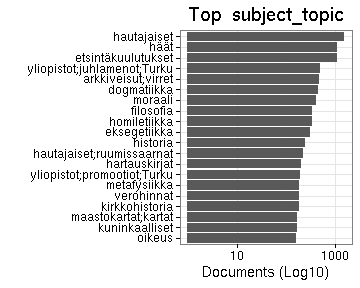 Top subject_topic
hautajaiset
häät
etsintäkuulutukset
yliopistot;juhlamenot;Turku
arkkiveisut;virret
dogmatiikka
moraali
filosofia
homiletiikka
eksegetiikka
historia
hautajaiset;ruumissaarnat
hartauskirjat
yliopistot;promootiot;Turku
metafysiikka
verohinnat
kirkkohistoria
maastokartat;kartat
kuninkaalliset
oikeus
10 1000
Documents (Log10)